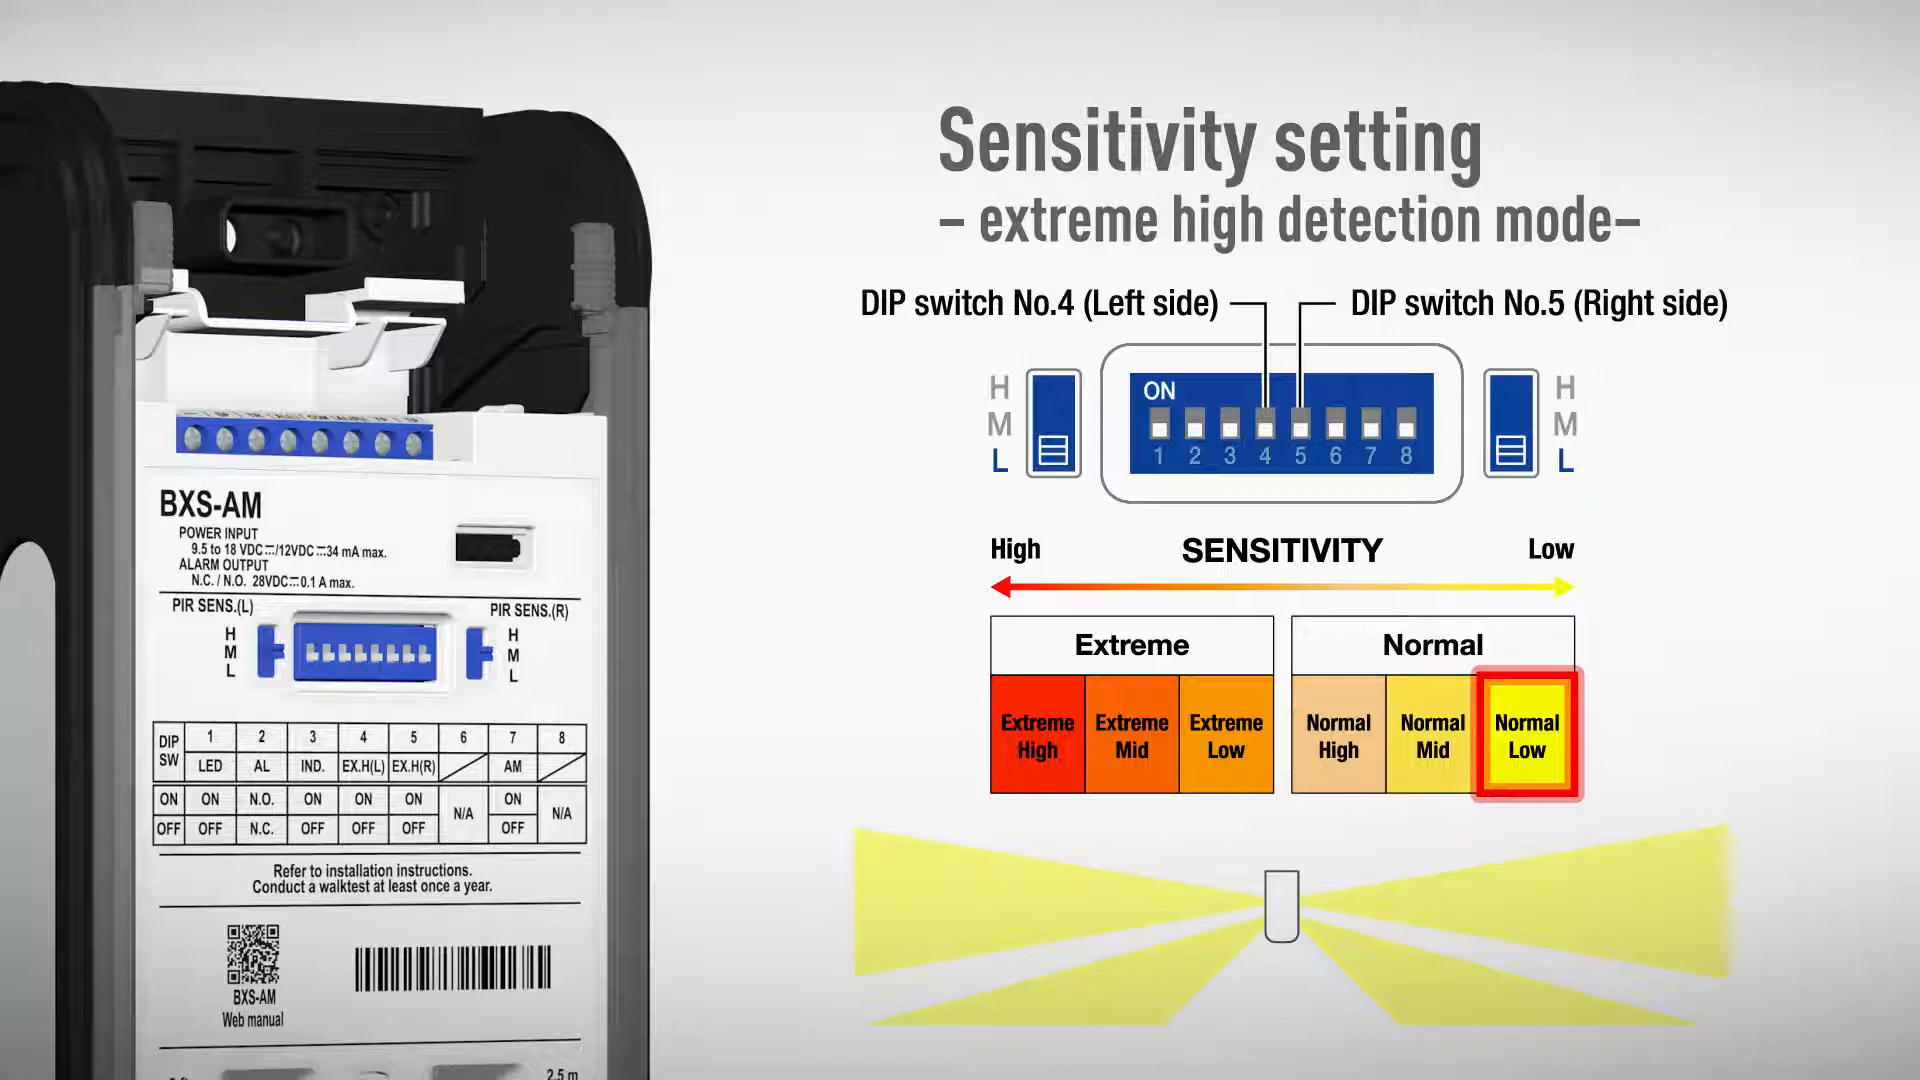 Sensitivity setting
– extreme high detection mode–
DIP switch No.4 (Left side)
DIP switch No.5 (Right side)
H
M
L
ON
1 2 3 4 5 6 7 8
H
M
L
High SENSITIVITY Low
Extreme Normal
Extreme High
Extreme Mid
Extreme Low
Normal High
Normal Mid
Normal Low
BXS-AM
POWER INPUT
9.5 to 18 VDC⎓/12VDC⎓34 mA max.
ALARM OUTPUT
N.C. / N.O. 28VDC⎓0.1 A max.
PIR SENS.(L) PIR SENS.(R)
H H
M M
L L
DIP SW 1 2 3 4 5 6 7 8
LED AL IND. EX.H(L) EX.H(R) AM
ON ON N.O. ON ON ON N/A ON N/A
OFF OFF N.C. OFF OFF OFF OFF
Refer to installation instructions.
Conduct a walktest at least once a year.
BXS-AM
Web manual
2.5 m